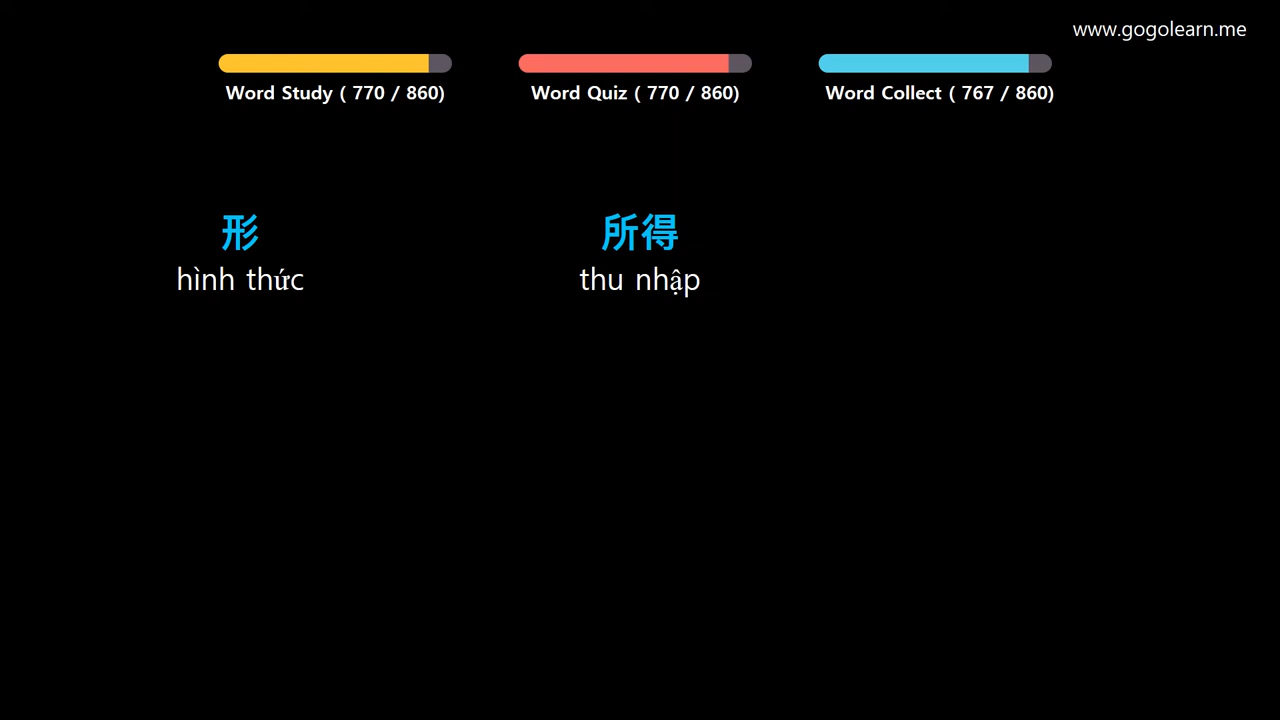 www.gogolearn.me
Word Study ( 770 / 860)
Word Quiz ( 770 / 860)
Word Collect ( 767 / 860)
形
hình thức
所得
thu nhập